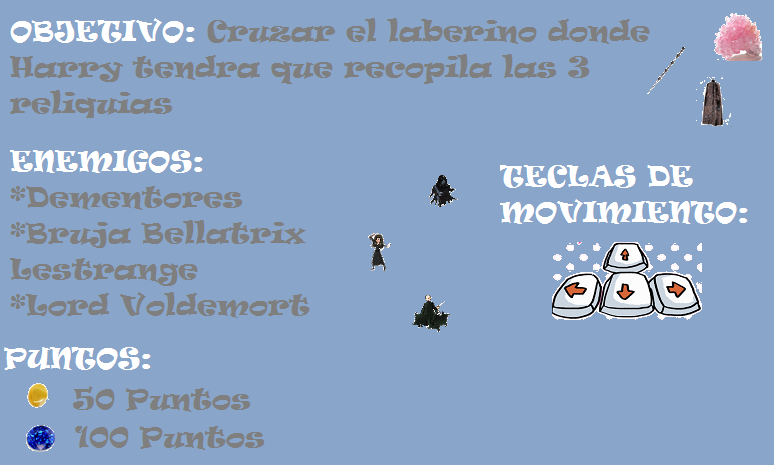 OBJETIVO: Cruzar el laberino donde
Harry tendra que recopila las 3
reliquias
ENEMIGOS:
*Dementores
*Bruja Bellatrix
Lestrange
*Lord Voldemort
TECLAS DE
MOVIMIENTO:
PUNTOS:
50 Puntos
100 Puntos